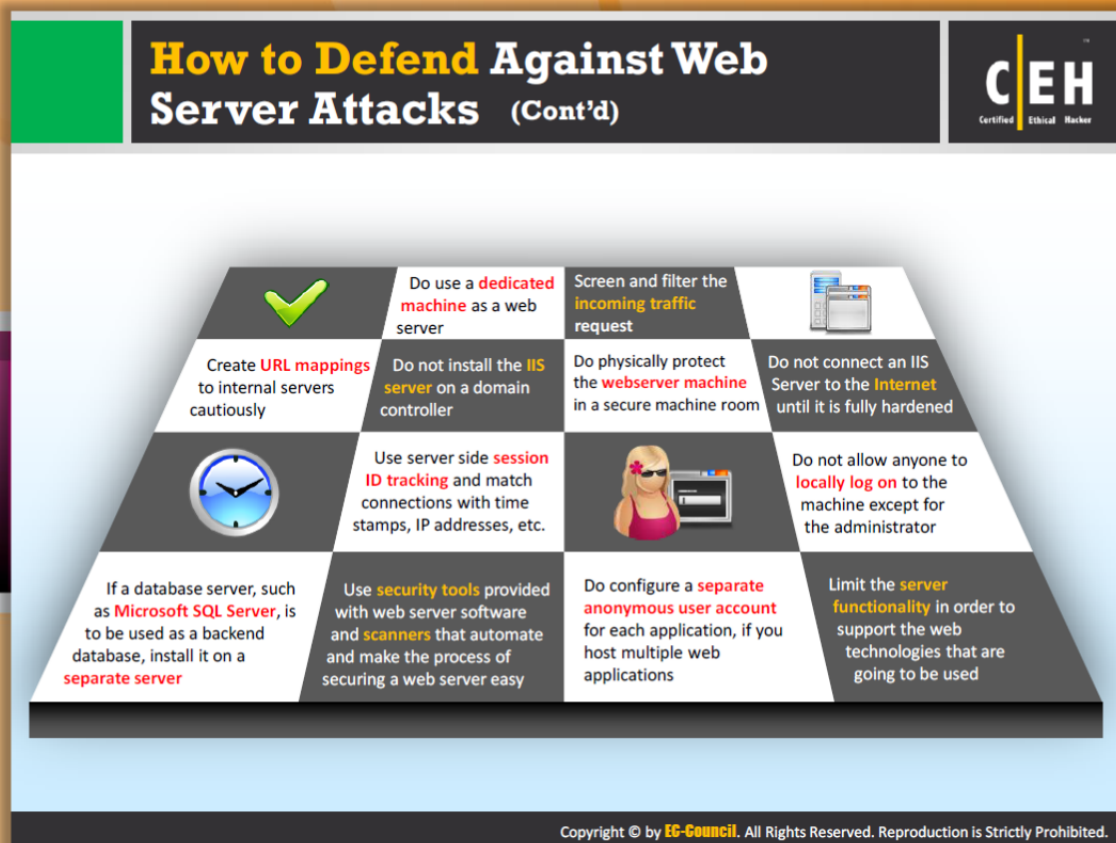 How to Defend Against Web
Server Attacks (Cont'd)
CEH
Certified Ethical Hacker
TM
Do use a dedicated
machine as a web
server
Screen and filter the
incoming traffic
request
Create URL mappings
to internal servers
cautiously
Do not install the IIS
server on a domain
controller
Do physically protect
the webserver machine
in a secure machine room
Do not connect an IIS
Server to the Internet
until it is fully hardened
Use server side session
ID tracking and match
connections with time
stamps, IP addresses, etc.
Do not allow anyone to
locally log on to the
machine except for
the administrator
If a database server, such
as Microsoft SQL Server, is
to be used as a backend
database, install it on a
separate server
Use security tools provided
with web server software
and scanners that automate
and make the process of
securing a web server easy
Do configure a separate
anonymous user account
for each application, if you
host multiple web
applications
Limit the server
functionality in order to
support the web
technologies that are
going to be used
Copyright © by EC-Council. All Rights Reserved. Reproduction is Strictly Prohibited.